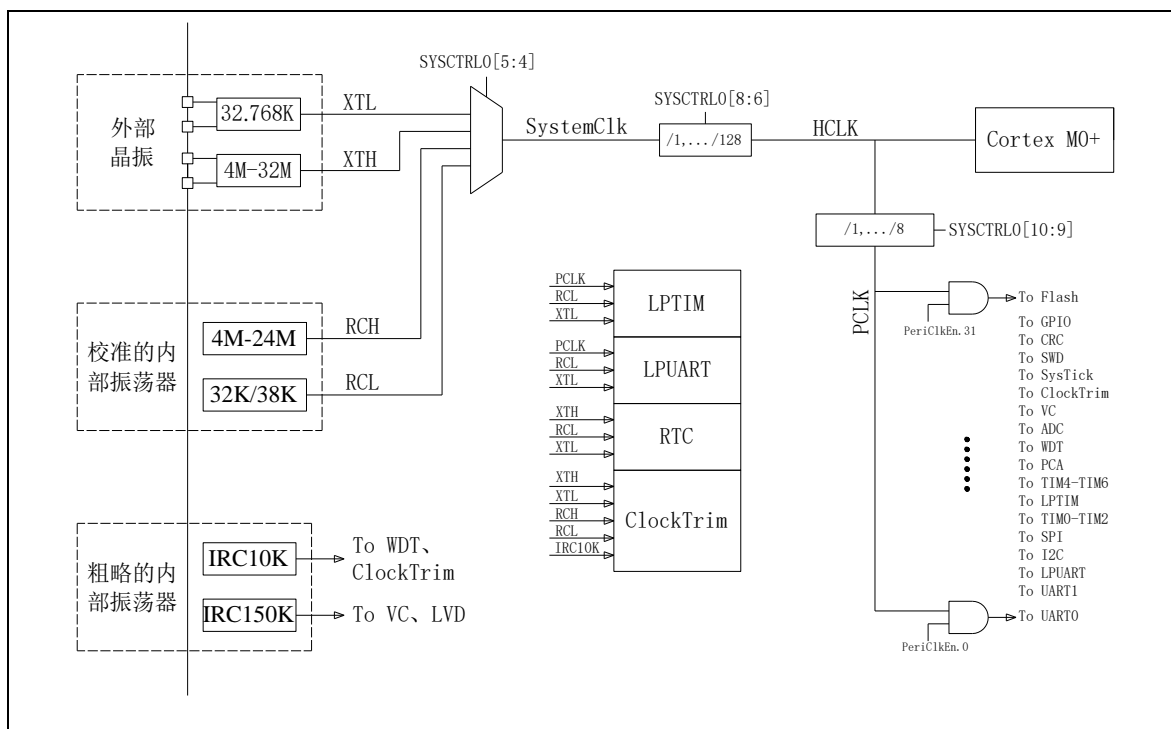 SYSCTRL0[5:4]
外部
晶振
32.768K
XTL
4M-32M
XTH
SystemClk
SYSCTRL0[8:6]
/1,.../128
HCLK
Cortex M0+
/1,.../8
SYSCTRL0[10:9]
PCLK
校准的内
部振荡器
4M-24M
RCH
32K/38K
RCL
粗略的内
部振荡器
IRC10K
To WDT、
ClockTrim
IRC150K
To VC、LVD
PCLK
RCL
XTL
LPTIM
PCLK
RCL
XTL
LPUART
XTH
RCL
XTL
RTC
XTH
XTL
RCH
RCL
IRC10K
ClockTrim
PeriClkEn.31
To Flash
To GPIO
To CRC
To SWD
To SysTick
To ClockTrim
To VC
To ADC
To WDT
To PCA
To TIM4-TIM6
To LPTIM
To TIM0-TIM2
To SPI
To I2C
To LPUART
To UART1
To UART0
PeriClkEn.0